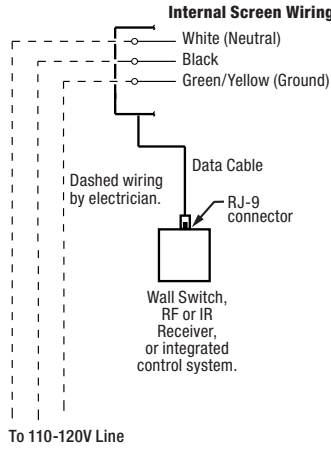 Internal Screen Wiring
White (Neutral)
Black
Green/Yellow (Ground)
Data Cable
Dashed wiring
by electrician.
RJ-9
connector
Wall Switch,
RF or IR
Receiver,
or integrated
control system.
To 110-120V Line